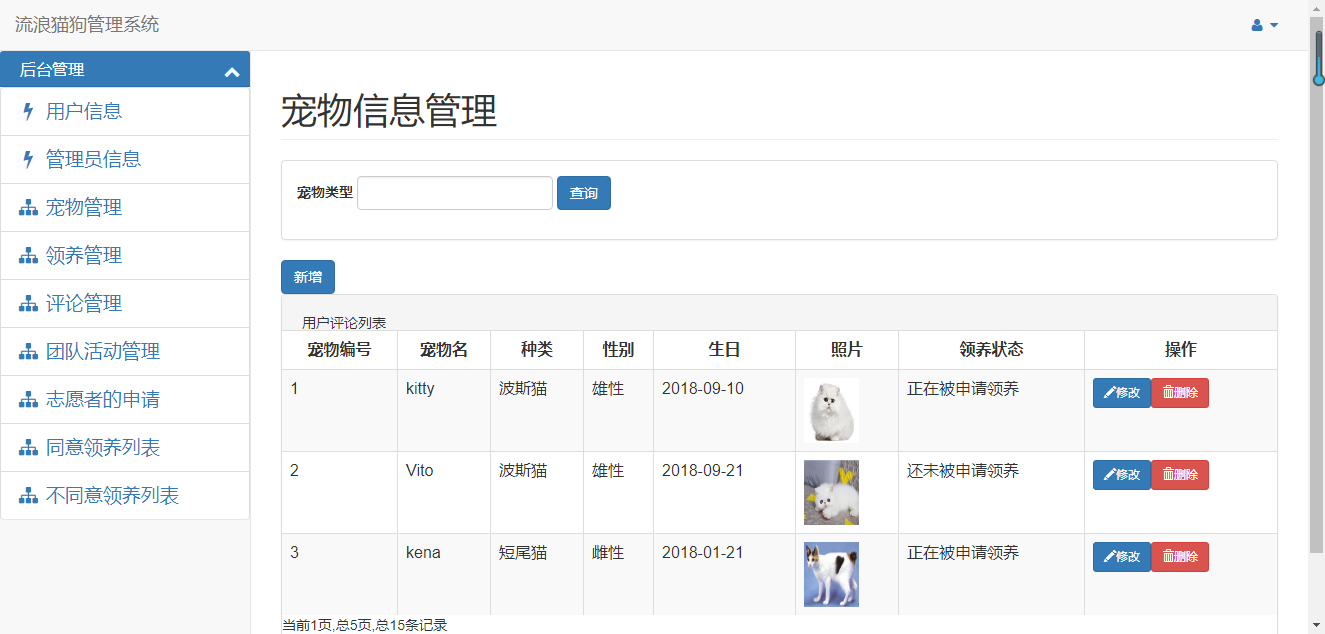 流浪猫狗管理系统
后台管理
用户信息
管理员信息
宠物管理
领养管理
评论管理
团队活动管理
志愿者的申请
同意领养列表
不同意领养列表
宠物信息管理
宠物类型 查询
新增
用户评论列表
宠物编号 宠物名 种类 性别 生日 照片 领养状态 操作
1 kitty 波斯猫 雄性 2018-09-10 正在被申请领养 修改 删除
2 Vito 波斯猫 雄性 2018-09-21 还未被申请领养 修改 删除
3 kena 短尾猫 雌性 2018-01-21 正在被申请领养 修改 删除
当前1页,总5页,总15条记录